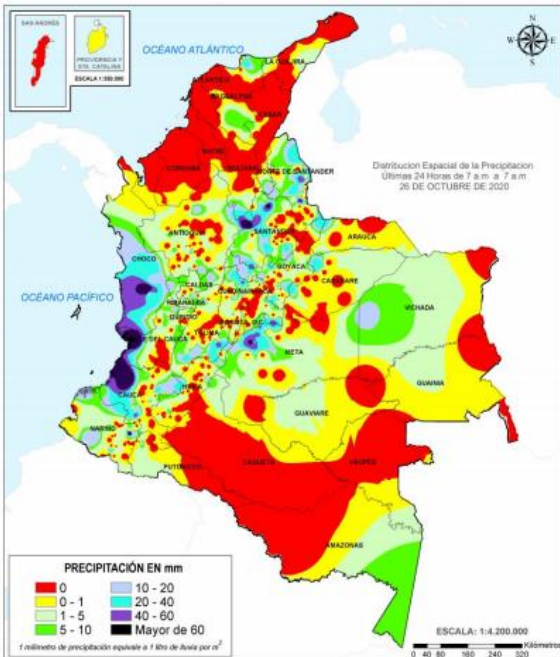 SAN ANDRÉS
PROVIDENCIA Y
STA. CATALINA
ESCALA 1:550.000
OCÉANO ATLÁNTICO
LA GUAJIRA
ATLÁNTICO
MAGDALENA
CESAR
SUCRE
CÓRDOBA
BOLÍVAR
NORTE DE SANTANDER
Distribucion Espacial de la Precipitacion
Últimas 24 Horas de 7 a.m a 7 a.m
26 DE OCTUBRE DE 2020
ANTIOQUIA
SANTANDER
ARAUCA
CHOCO
BOYACA
CASANARE
CALDAS
CUNDINAMARCA
OCÉANO PACÍFICO
RISARALDA
VICHADA
QUINDIO
BOGOTA D.C.
TOLIMA
VALLE DEL CAUCA
META
GUAINIA
HUILA
CAUCA
GUAVIARE
NARIÑO
PUTUMAYO
CAQUETA
VAUPES
AMAZONAS
PRECIPITACIÓN EN mm
0
10 - 20
0 - 1
20 - 40
1 - 5
40 - 60
5 - 10
Mayor de 60
1 milímetro de precipitación equivale a 1 litro de lluvia por m²
ESCALA: 1:4.200.000
Kilómetros
0 40 80 160 240 320